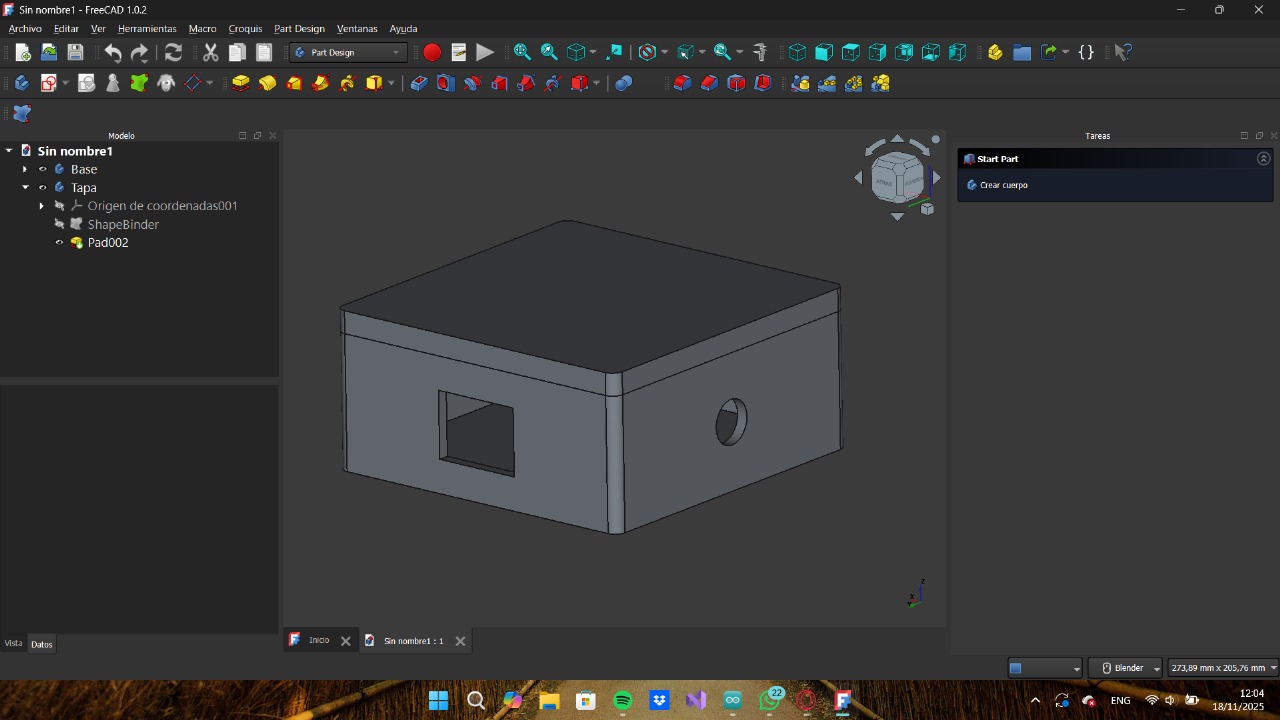 Sin nombre1 - FreeCAD 1.0.2
Archivo Editar Ver Herramientas Macro Croquis Part Design Ventanas Ayuda
Part Design
Modelo
Tareas
Sin nombre1
Base
Tapa
Origen de coordenadas001
ShapeBinder
Pad002
Start Part
Crear cuerpo
ATRÁS
Z
X
Y
Vista
Datos
Inicio
Sin nombre1 : 1
Blender
273,89 mm x 205,76 mm
22
ENG
12:04
18/11/2025